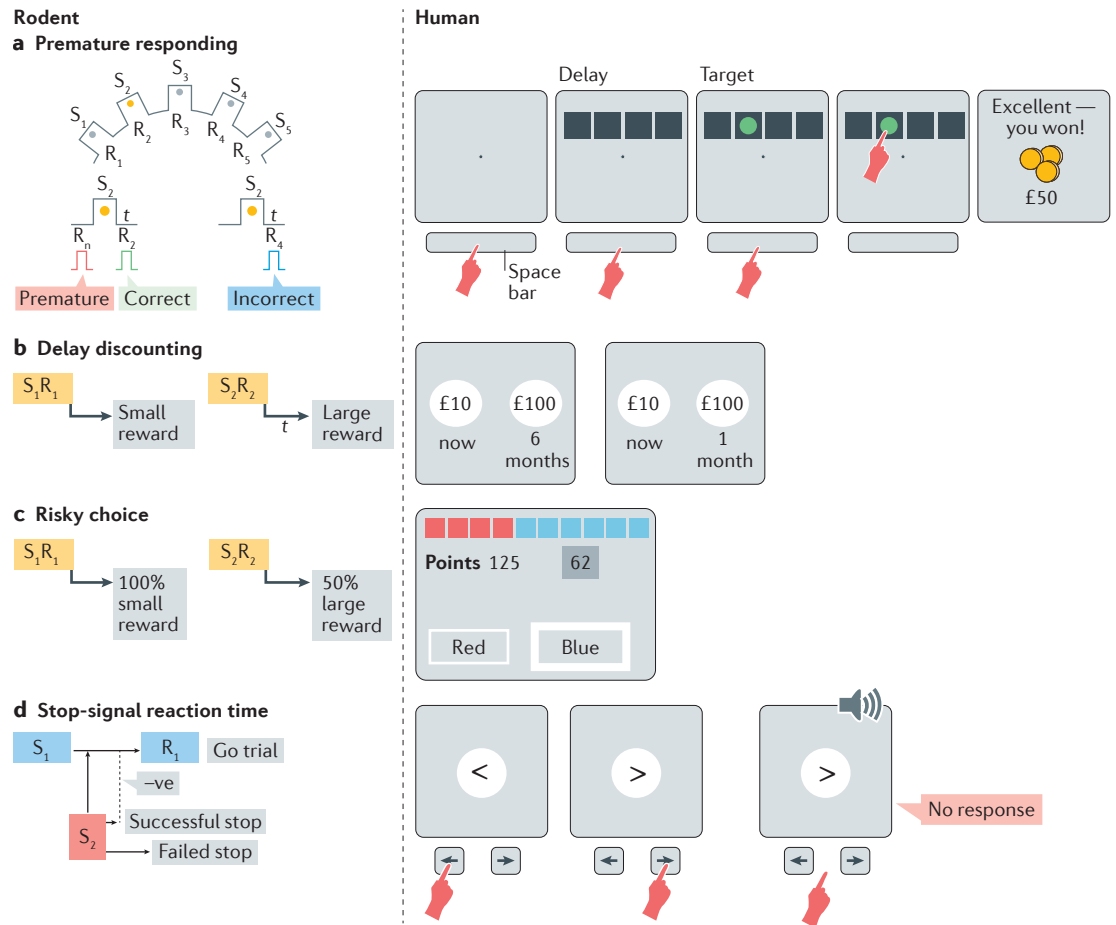 Rodent
Human
a Premature responding
S₁
S₂
S₃
S₄
S₅
R₁
R₂
R₃
R₄
R₅
S₂
t
Rₙ
R₂
S₂
t
R₄
Premature
Correct
Incorrect
Delay
Target
Space
bar
Excellent —
you won!
£50
b Delay discounting
S₁R₁
Small
reward
S₂R₂
t
Large
reward
£10
now
£100
6
months
£10
now
£100
1
month
c Risky choice
S₁R₁
100%
small
reward
S₂R₂
50%
large
reward
Points 125
62
Red
Blue
d Stop-signal reaction time
S₁
R₁
Go trial
–ve
S₂
Successful stop
Failed stop
<
>
>
No response